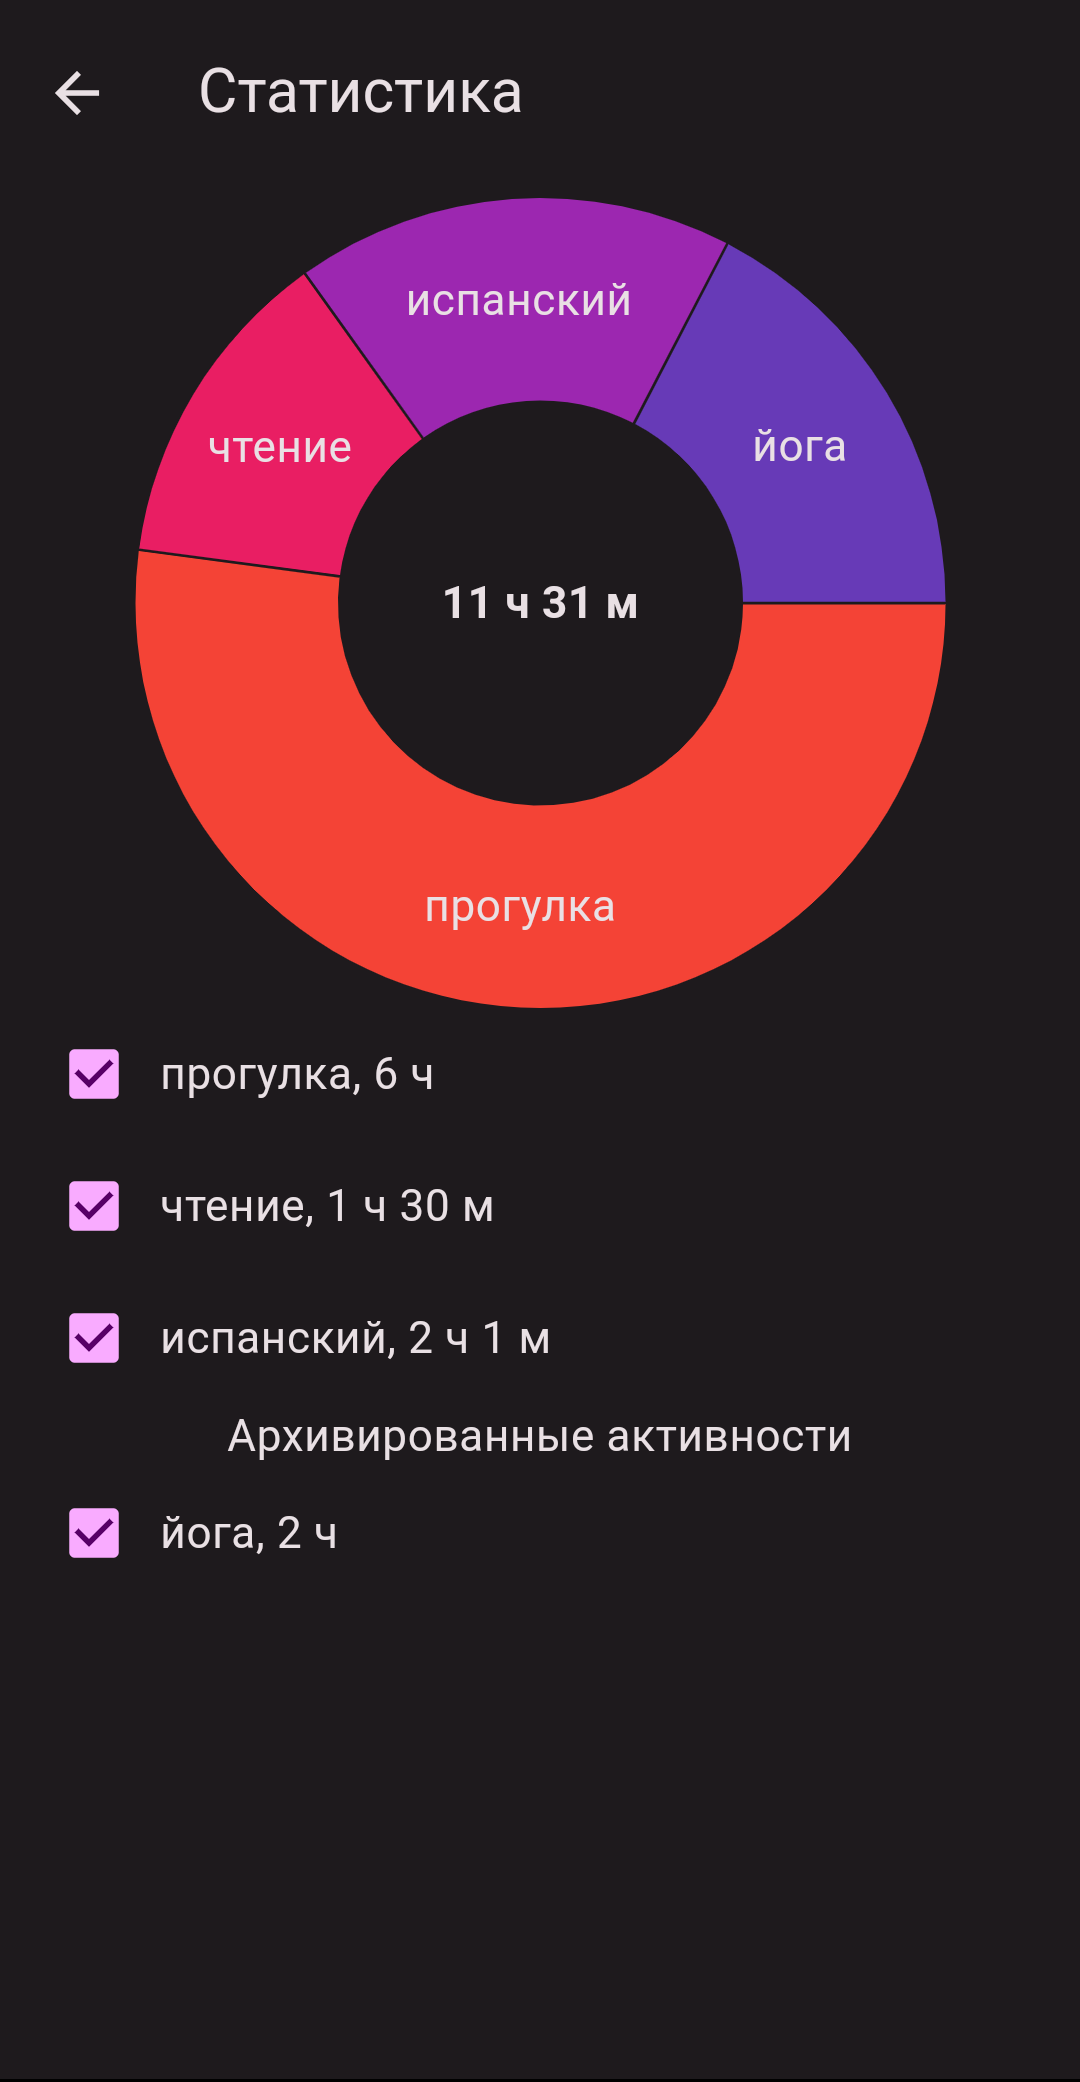 Статистика
испанский
йога
чтение
11 ч 31 м
прогулка
прогулка, 6 ч
чтение, 1 ч 30 м
испанский, 2 ч 1 м
Архивированные активности
йога, 2 ч